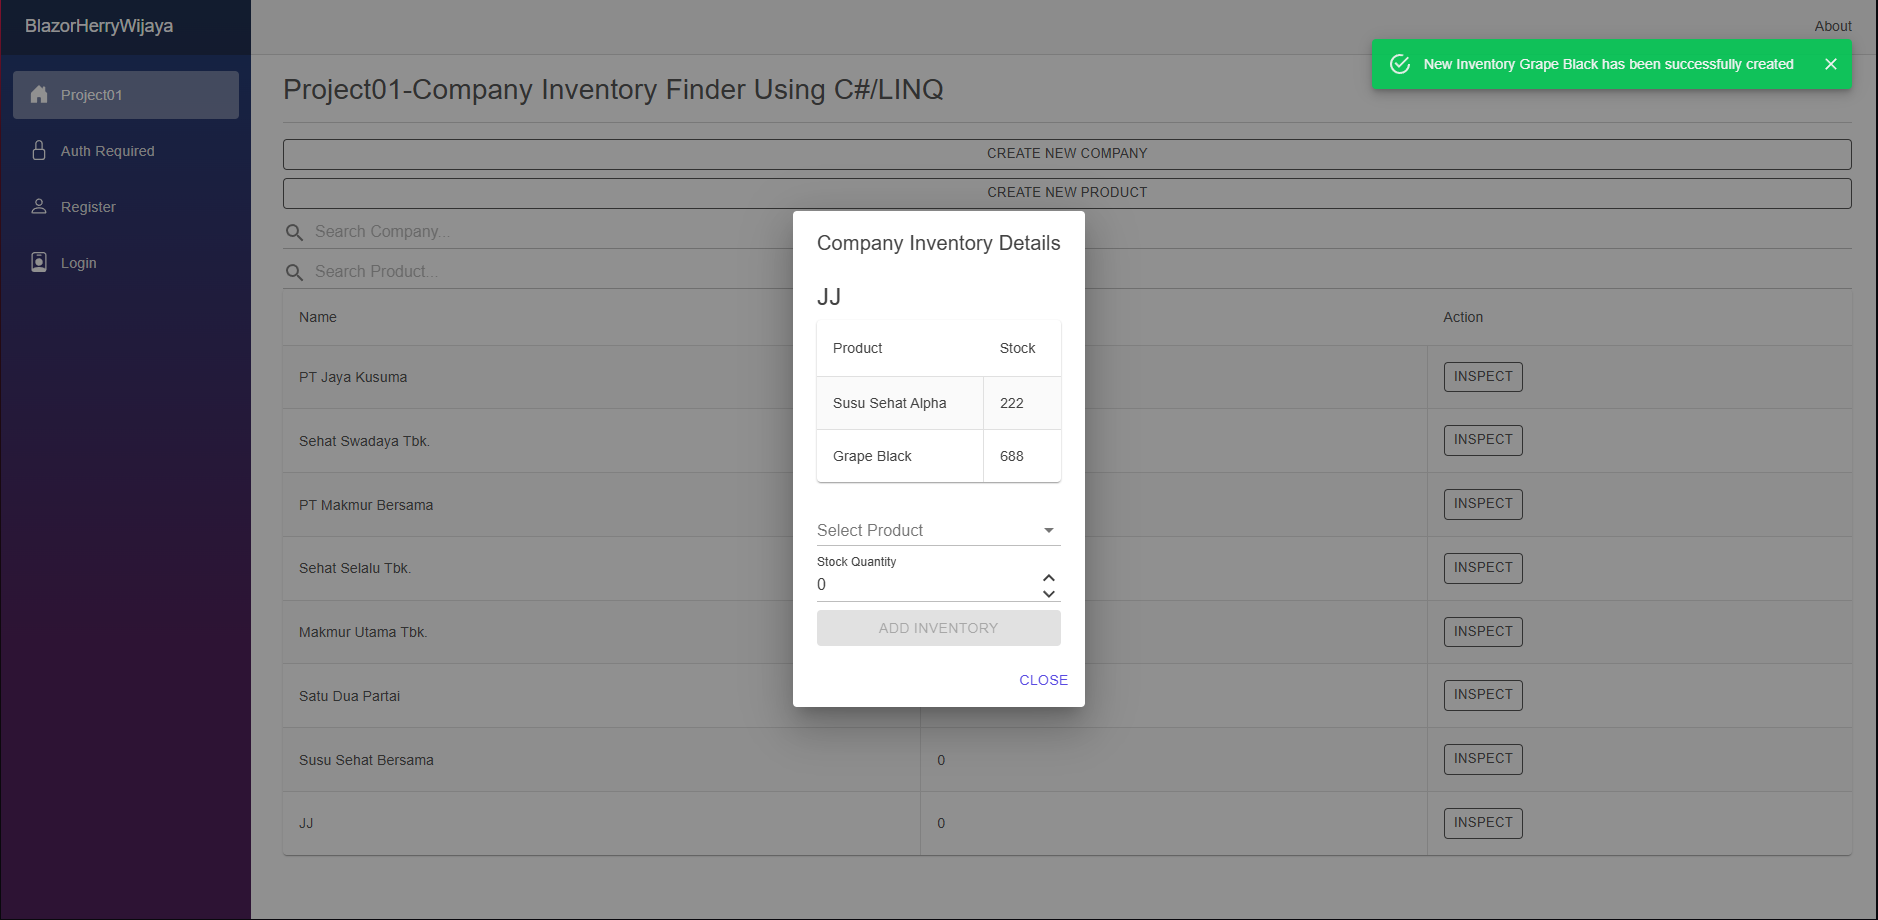 BlazorHerryWijaya
About
New Inventory Grape Black has been successfully created
Project01
Auth Required
Register
Login
Project01-Company Inventory Finder Using C#/LINQ
CREATE NEW COMPANY
CREATE NEW PRODUCT
Search Company...
Search Product...
Name Action
PT Jaya Kusuma INSPECT
Sehat Swadaya Tbk. INSPECT
PT Makmur Bersama INSPECT
Sehat Selalu Tbk. INSPECT
Makmur Utama Tbk. INSPECT
Satu Dua Partai INSPECT
Susu Sehat Bersama 0 INSPECT
JJ 0 INSPECT
Company Inventory Details
JJ
Product Stock
Susu Sehat Alpha 222
Grape Black 688
Select Product
Stock Quantity
0
ADD INVENTORY
CLOSE